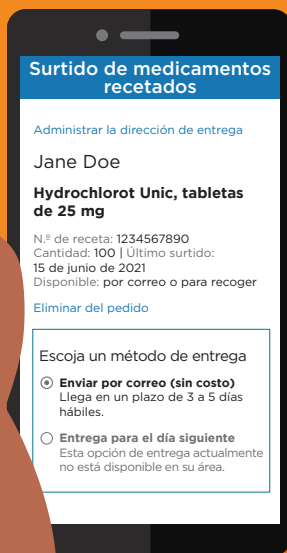 Surtido de medicamentos
recetados
Administrar la dirección de entrega
Jane Doe
Hydrochlorot Unic, tabletas
de 25 mg
N.º de receta: 1234567890
Cantidad: 100 | Último surtido:
15 de junio de 2021
Disponible: por correo o para recoger
Eliminar del pedido
Escoja un método de entrega
Enviar por correo (sin costo)
Llega en un plazo de 3 a 5 días
hábiles.
Entrega para el día siguiente
Esta opción de entrega actualmente
no está disponible en su área.